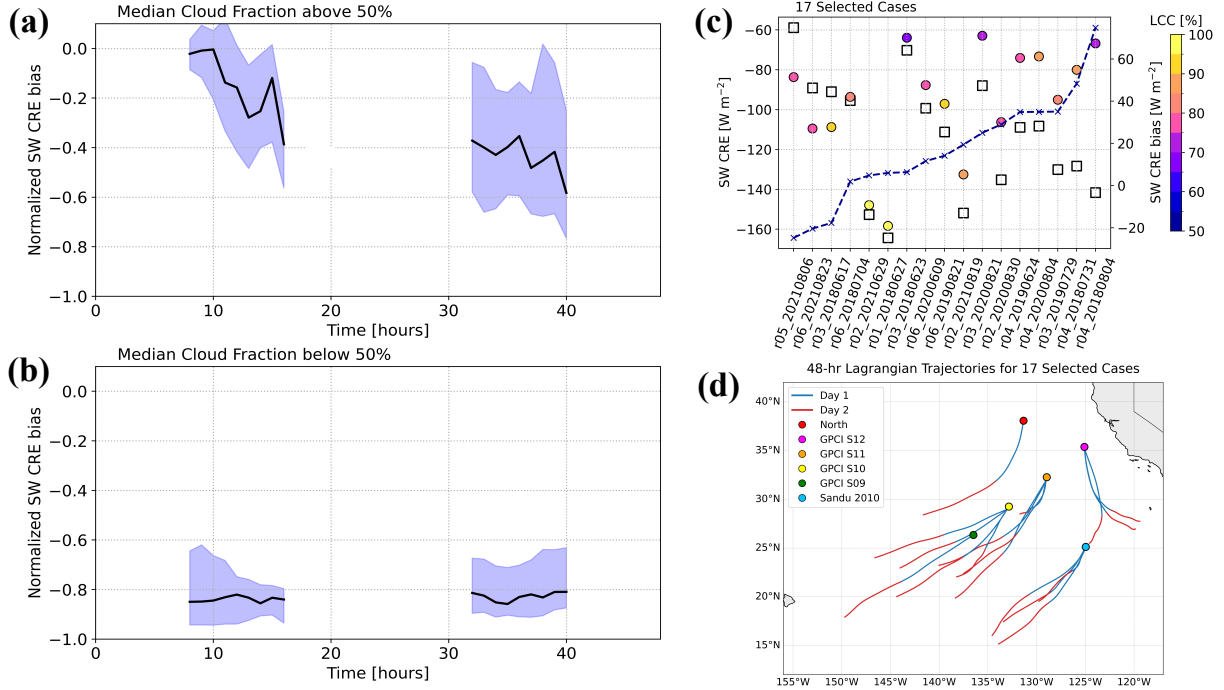 (a)
Median Cloud Fraction above 50%
Normalized SW CRE bias
0.0
−0.2
−0.4
−0.6
−0.8
−1.0
0 10 20 30 40
Time [hours]
(b)
Median Cloud Fraction below 50%
Normalized SW CRE bias
0.0
−0.2
−0.4
−0.6
−0.8
−1.0
0 10 20 30 40
Time [hours]
(c)
17 Selected Cases
SW CRE [W m−2]
−60
−80
−100
−120
−140
−160
60
40
20
0
−20
SW CRE bias [W m−2]
LCC [%]
100
90
80
70
60
50
r05_20210806
r06_20210823
r03_20180617
r06_20180704
r02_20210629
r01_20180627
r03_20180623
r06_20200609
r06_20190821
r02_20210819
r03_20200821
r02_20200830
r04_20190624
r04_20200804
r03_20190729
r04_20180731
r04_20180804
(d)
48-hr Lagrangian Trajectories for 17 Selected Cases
Day 1
Day 2
North
GPCI S12
GPCI S11
GPCI S10
GPCI S09
Sandu 2010
40°N
35°N
30°N
25°N
20°N
15°N
155°W 150°W 145°W 140°W 135°W 130°W 125°W 120°W